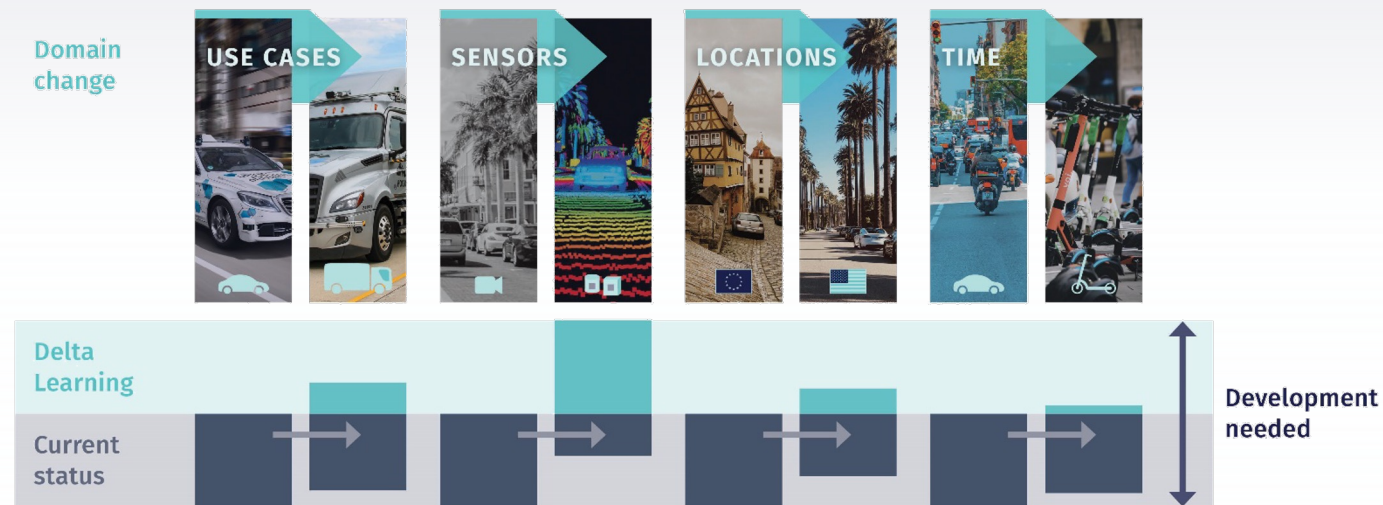 Domain
change
USE CASES
SENSORS
LOCATIONS
TIME
Delta
Learning
Current
status
Development
needed